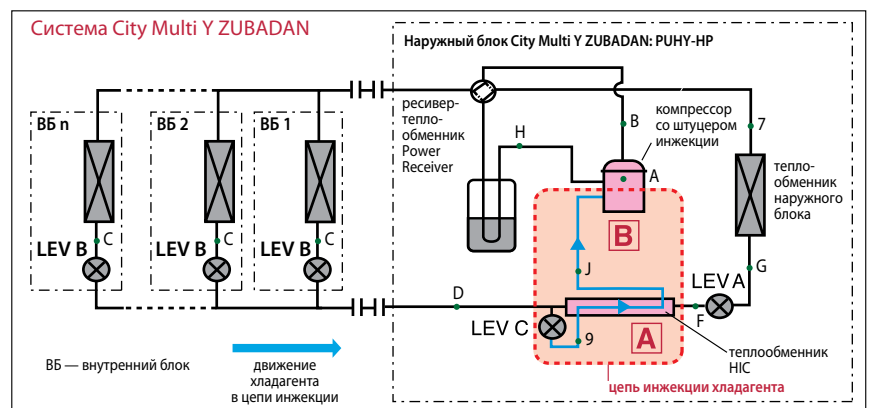 Система City Multi Y ZUBADAN
Наружный блок City Multi Y ZUBADAN: PUHY-HP
ВБ n
ВБ 2
ВБ 1
ресивер-
тепло-
обменник
Power
Receiver
H
B
компрессор
со штуцером
инжекции
A
7
тепло-
обменник
наружного
блока
C
C
C
LEV B
LEV B
LEV B
B
J
G
LEV A
D
F
LEV C
9
A
теплообменник
HIC
ВБ — внутренний блок
движение
хладагента
в цепи инжекции
цепь инжекции хладагента